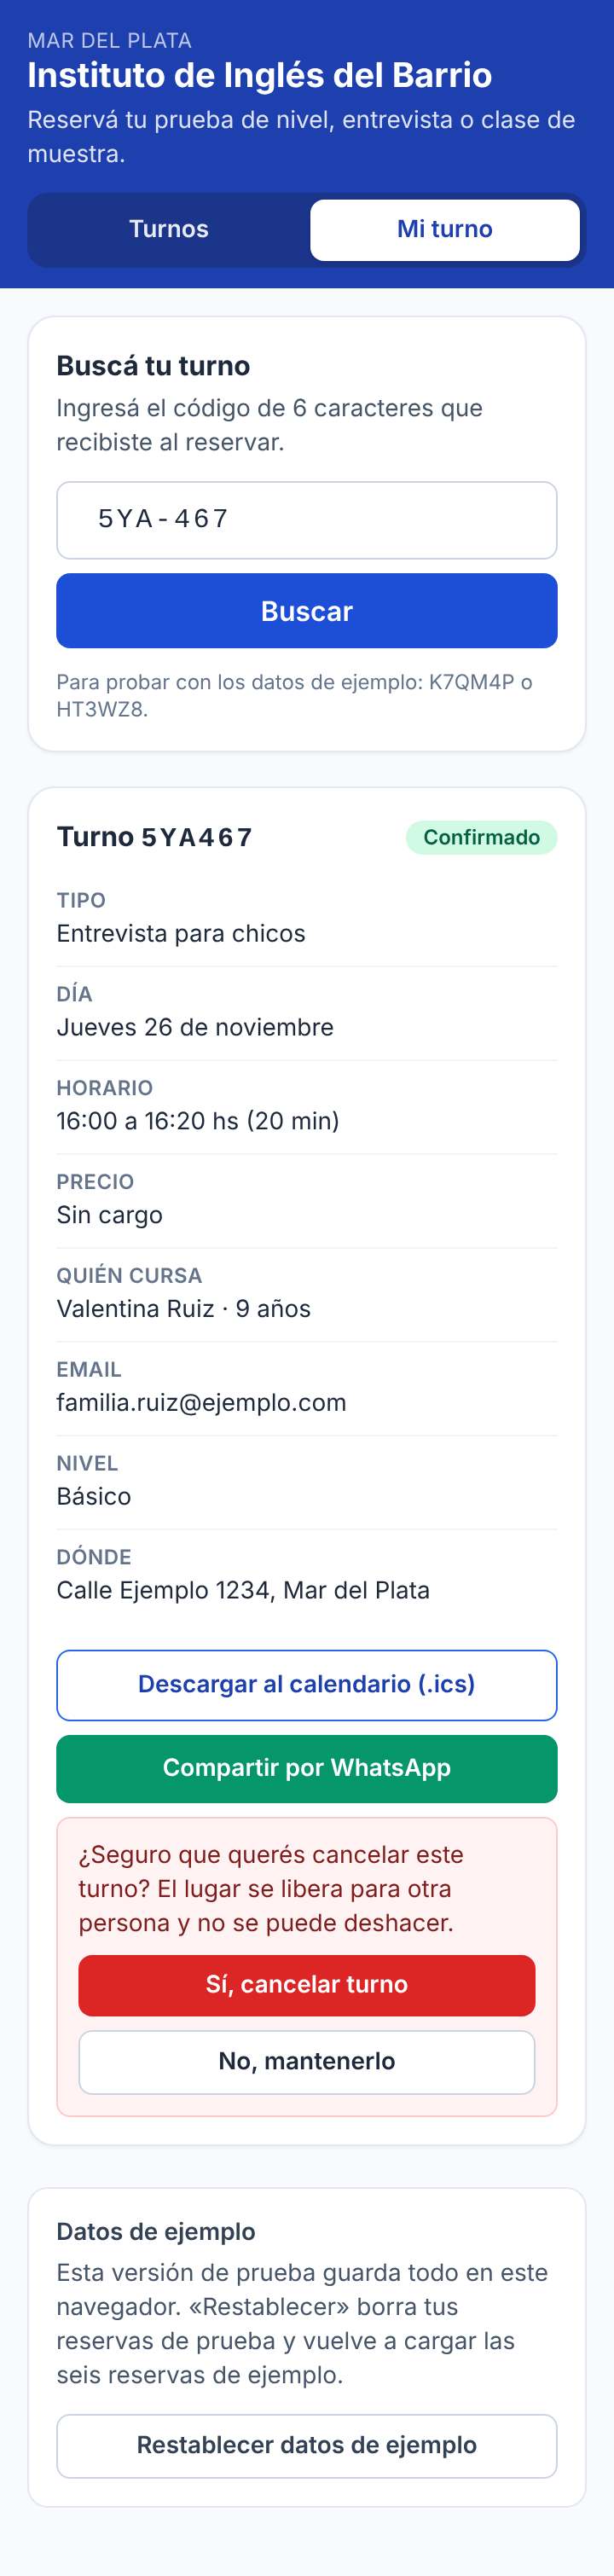 MAR DEL PLATA
Instituto de Inglés del Barrio
Reservá tu prueba de nivel, entrevista o clase de
muestra.
Turnos
Mi turno
Buscá tu turno
Ingresá el código de 6 caracteres que
recibiste al reservar.
5YA-467
Buscar
Para probar con los datos de ejemplo: K7QM4P o
HT3WZ8.
Turno 5YA467
Confirmado
TIPO
Entrevista para chicos
DÍA
Jueves 26 de noviembre
HORARIO
16:00 a 16:20 hs (20 min)
PRECIO
Sin cargo
QUIÉN CURSA
Valentina Ruiz · 9 años
EMAIL
familia.ruiz@ejemplo.com
NIVEL
Básico
DÓNDE
Calle Ejemplo 1234, Mar del Plata
Descargar al calendario (.ics)
Compartir por WhatsApp
¿Seguro que querés cancelar este
turno? El lugar se libera para otra
persona y no se puede deshacer.
Sí, cancelar turno
No, mantenerlo
Datos de ejemplo
Esta versión de prueba guarda todo en este
navegador. «Restablecer» borra tus
reservas de prueba y vuelve a cargar las
seis reservas de ejemplo.
Restablecer datos de ejemplo